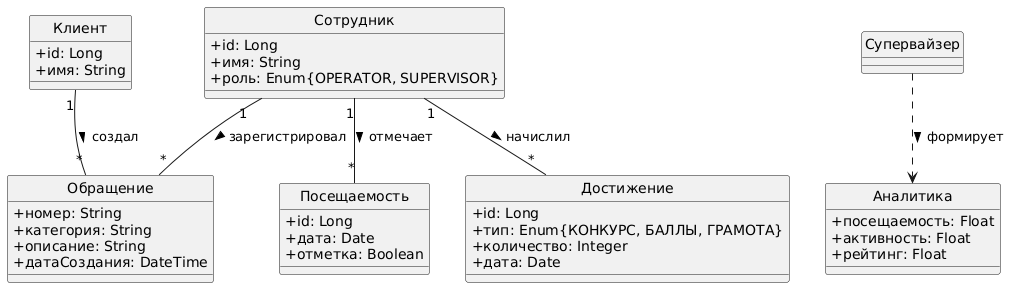 Клиент
+id: Long
+имя: String
Сотрудник
+id: Long
+имя: String
+роль: Enum{OPERATOR, SUPERVISOR}
Супервайзер
1
создал
*
1
зарегистрировал
*
1
отмечает
*
1
начислил
*
формирует
Обращение
+номер: String
+категория: String
+описание: String
+датаСоздания: DateTime
Посещаемость
+id: Long
+дата: Date
+отметка: Boolean
Достижение
+id: Long
+тип: Enum{КОНКУРС, БАЛЛЫ, ГРАМОТА}
+количество: Integer
+дата: Date
Аналитика
+посещаемость: Float
+активность: Float
+рейтинг: Float